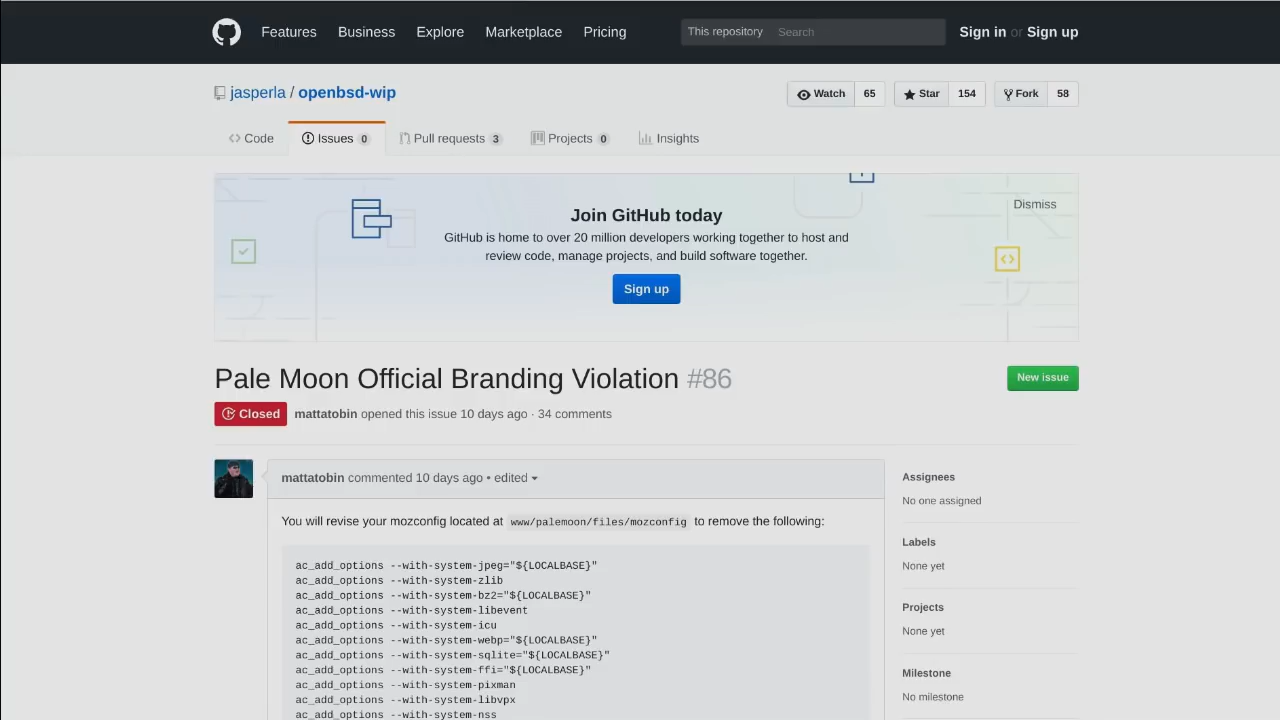 Features Business Explore Marketplace Pricing This repository Search Sign in or Sign up
jasperla / openbsd-wip Watch 65 Star 154 Fork 58
Code Issues 0 Pull requests 3 Projects 0 Insights
Dismiss
Join GitHub today
GitHub is home to over 20 million developers working together to host and
review code, manage projects, and build software together.
Sign up
Pale Moon Official Branding Violation #86
New issue
Closed mattatobin opened this issue 10 days ago · 34 comments
mattatobin commented 10 days ago • edited
You will revise your mozconfig located at www/palemoon/files/mozconfig to remove the following:
ac_add_options --with-system-jpeg="${LOCALBASE}"
ac_add_options --with-system-zlib
ac_add_options --with-system-bz2="${LOCALBASE}"
ac_add_options --with-system-libevent
ac_add_options --with-system-icu
ac_add_options --with-system-webp="${LOCALBASE}"
ac_add_options --with-system-sqlite="${LOCALBASE}"
ac_add_options --with-system-ffi="${LOCALBASE}"
ac_add_options --with-system-pixman
ac_add_options --with-system-libvpx
ac_add_options --with-system-nss
Assignees
No one assigned
Labels
None yet
Projects
None yet
Milestone
No milestone